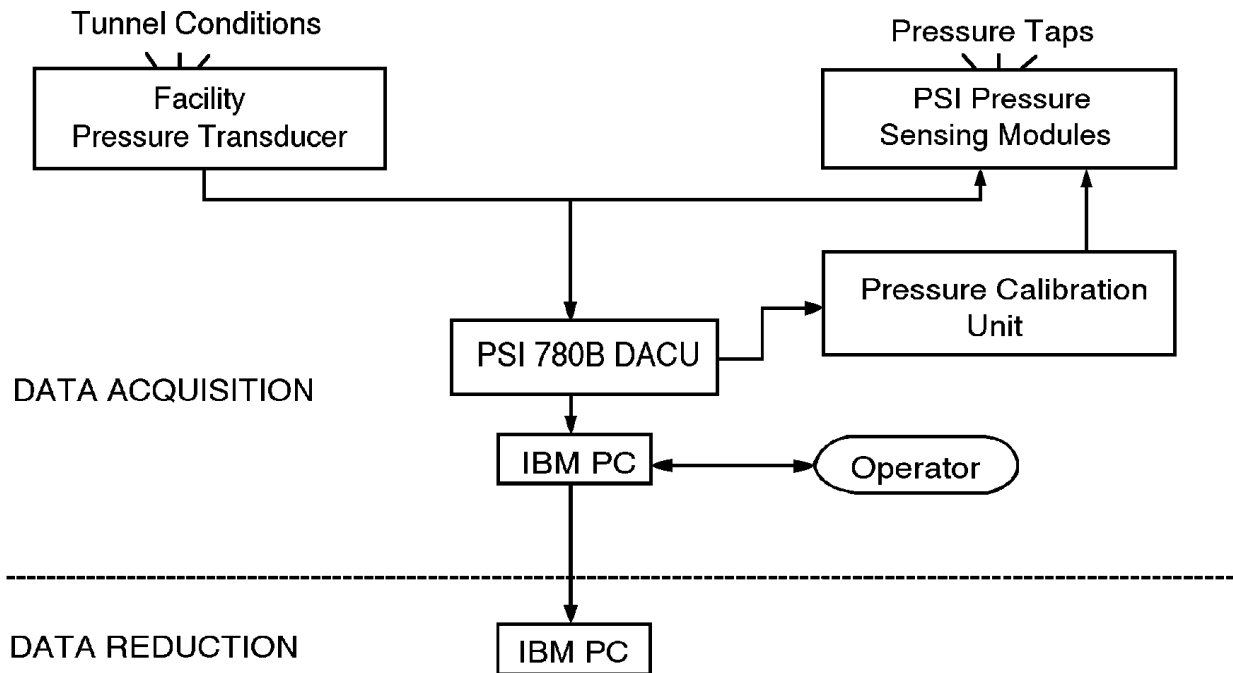 Tunnel Conditions
Facility
Pressure Transducer
Pressure Taps
PSI Pressure
Sensing Modules
Pressure Calibration
Unit
PSI 780B DACU
DATA ACQUISITION
IBM PC
Operator
DATA REDUCTION
IBM PC